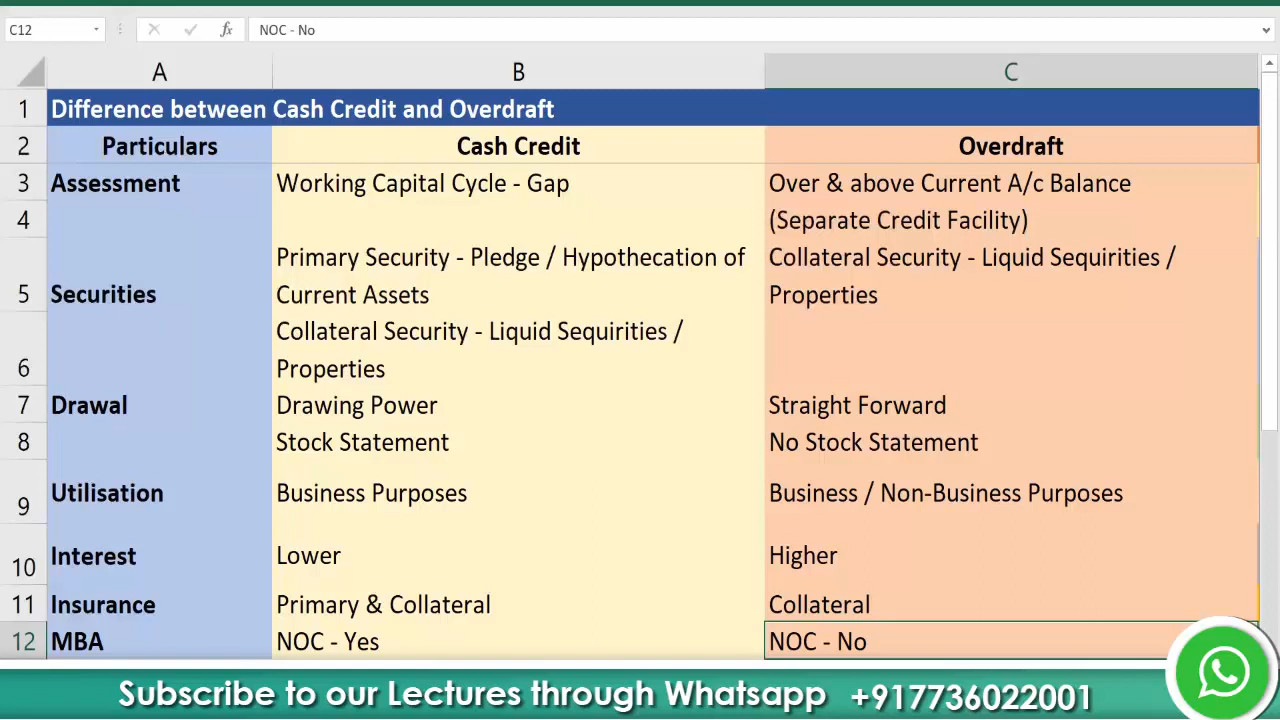 C12 fx NOC - No
A B C
1 Difference between Cash Credit and Overdraft
2 Particulars Cash Credit Overdraft
3 Assessment Working Capital Cycle - Gap Over & above Current A/c Balance
4 (Separate Credit Facility)
Primary Security - Pledge / Hypothecation of Collateral Security - Liquid Sequirities /
5 Securities Current Assets Properties
Collateral Security - Liquid Sequirities /
6 Properties
7 Drawal Drawing Power Straight Forward
8 Stock Statement No Stock Statement
9 Utilisation Business Purposes Business / Non-Business Purposes
10 Interest Lower Higher
11 Insurance Primary & Collateral Collateral
12 MBA NOC - Yes NOC - No
Subscribe to our Lectures through Whatsapp +917736022001